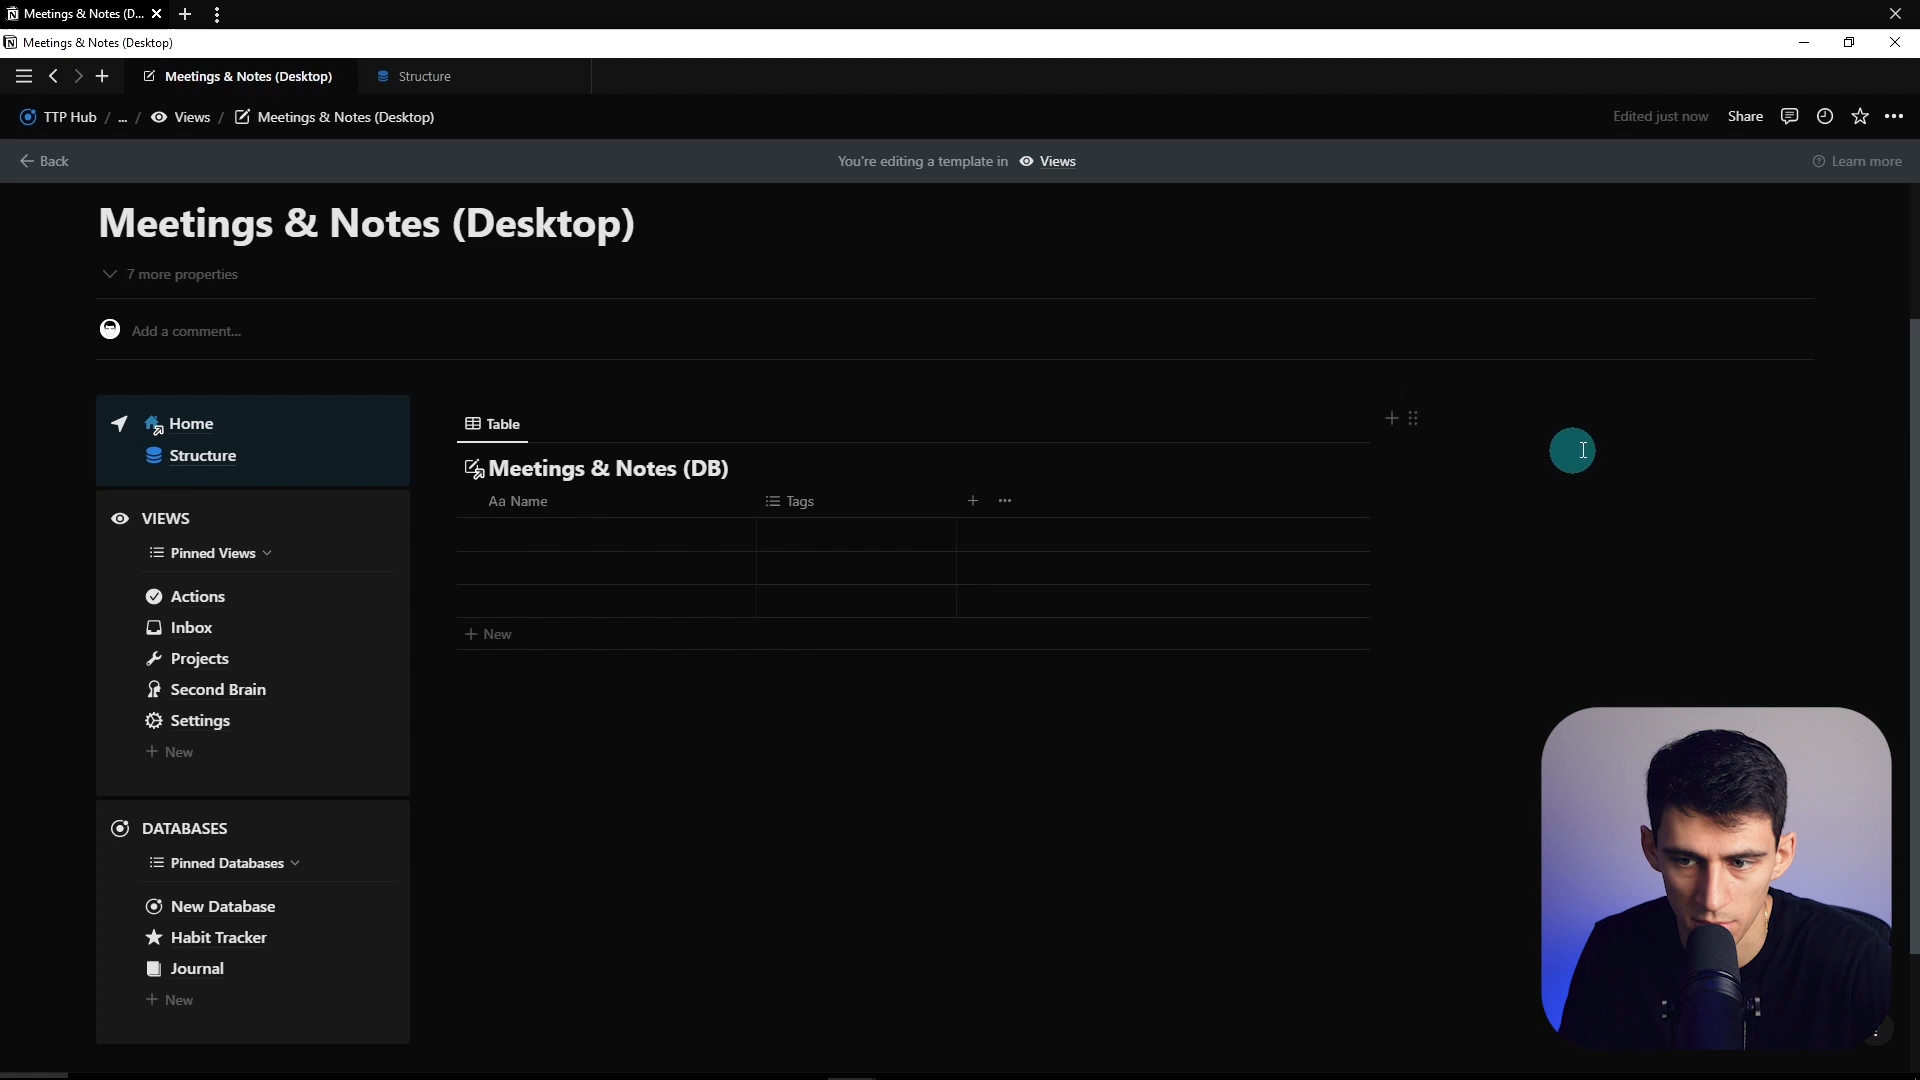 Meetings & Notes (D...
Meetings & Notes (Desktop)
Meetings & Notes (Desktop)
Structure
TTP Hub / ... / Views / Meetings & Notes (Desktop)
Edited just now
Share
Back
You're editing a template in Views
Learn more
Meetings & Notes (Desktop)
7 more properties
Add a comment...
Home
Structure
VIEWS
Pinned Views
Actions
Inbox
Projects
Second Brain
Settings
+ New
DATABASES
Pinned Databases
New Database
Habit Tracker
Journal
+ New
Table
Meetings & Notes (DB)
Aa Name
Tags
+ New